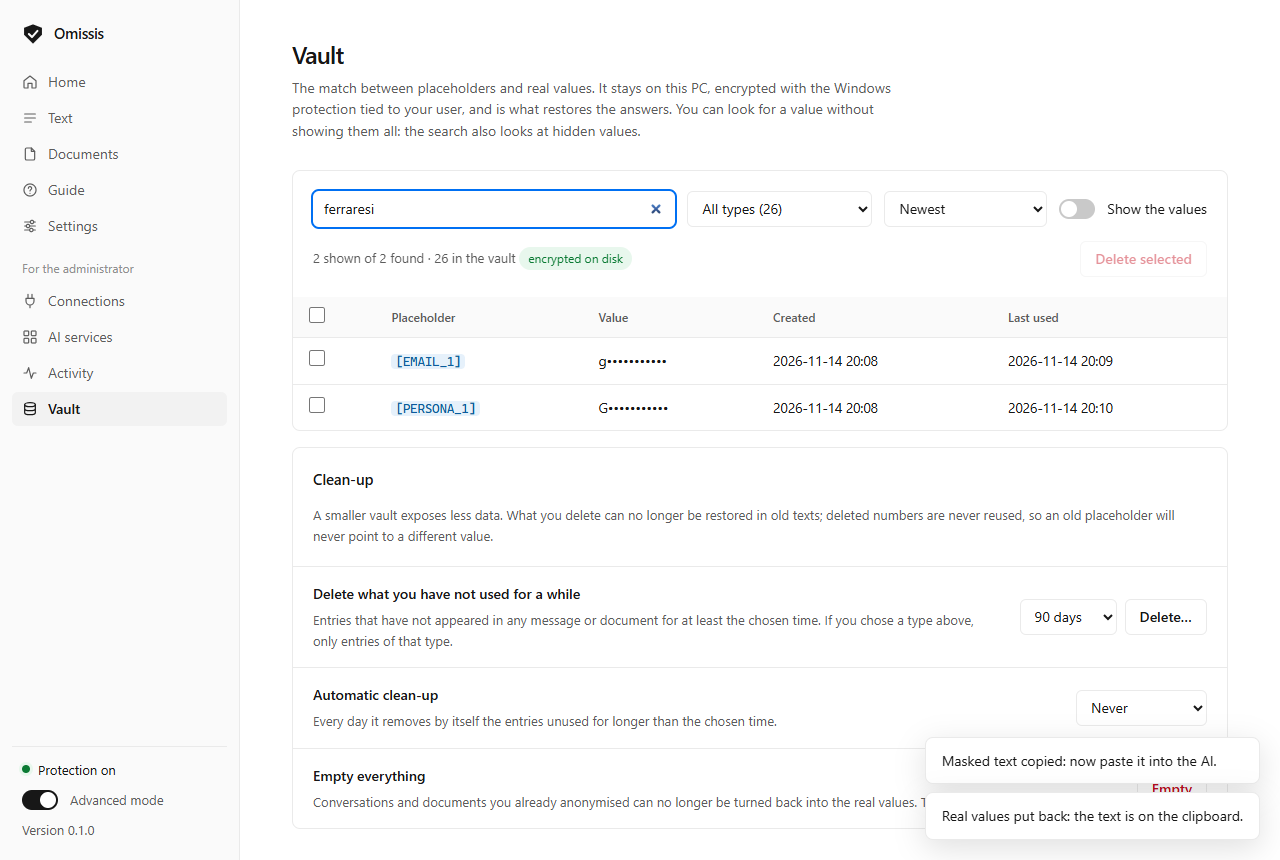 Omissis
Home
Text
Documents
Guide
Settings
For the administrator
Connections
AI services
Activity
Vault
Protection on
Advanced mode
Version 0.1.0
Vault
The match between placeholders and real values. It stays on this PC, encrypted with the Windows
protection tied to your user, and is what restores the answers. You can look for a value without
showing them all: the search also looks at hidden values.
ferraresi
All types (26)
Newest
Show the values
2 shown of 2 found · 26 in the vault encrypted on disk
Delete selected
Placeholder Value Created Last used
[EMAIL_1] g••••••••••• 2026-11-14 20:08 2026-11-14 20:09
[PERSONA_1] G••••••••••• 2026-11-14 20:08 2026-11-14 20:10
Clean-up
A smaller vault exposes less data. What you delete can no longer be restored in old texts; deleted numbers are never reused, so an old placeholder will
never point to a different value.
Delete what you have not used for a while
Entries that have not appeared in any message or document for at least the chosen time. If you chose a type above,
only entries of that type.
90 days
Delete...
Automatic clean-up
Every day it removes by itself the entries unused for longer than the chosen time.
Never
Empty everything
Conversations and documents you already anonymised can no longer be turned back into the real values.
Empty
Masked text copied: now paste it into the AI.
Real values put back: the text is on the clipboard.